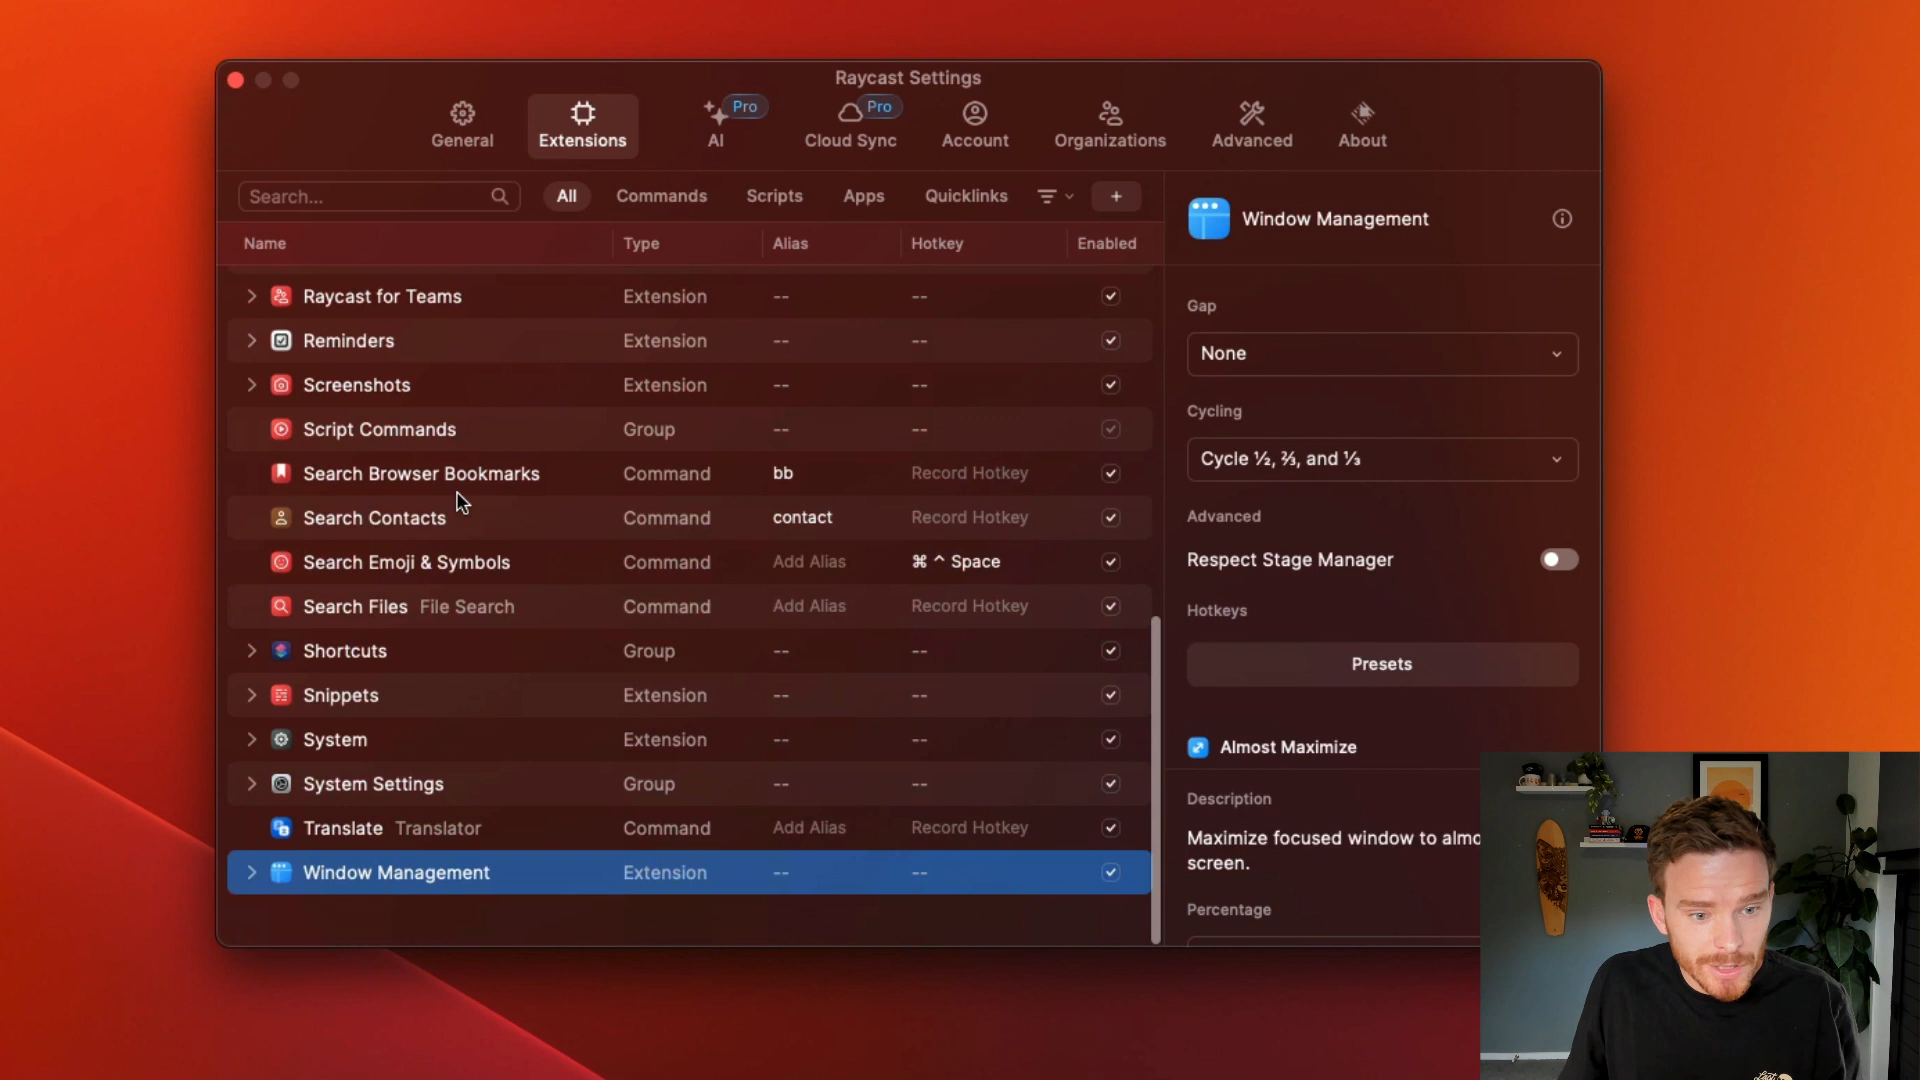 Raycast Settings
General
Extensions
Pro
AI
Pro
Cloud Sync
Account
Organizations
Advanced
About
Search...
All
Commands
Scripts
Apps
Quicklinks
+
Name Type Alias Hotkey Enabled
Raycast for Teams Extension -- --
Reminders Extension -- --
Screenshots Extension -- --
Script Commands Group -- --
Search Browser Bookmarks Command bb Record Hotkey
Search Contacts Command contact Record Hotkey
Search Emoji & Symbols Command Add Alias ⌘ ^ Space
Search Files File Search Command Add Alias Record Hotkey
Shortcuts Group -- --
Snippets Extension -- --
System Extension -- --
System Settings Group -- --
Translate Translator Command Add Alias Record Hotkey
Window Management Extension -- --
Window Management
Gap
None
Cycling
Cycle ½, ⅔, and ⅓
Advanced
Respect Stage Manager
Hotkeys
Presets
Almost Maximize
Description
Maximize focused window to almo
screen.
Percentage